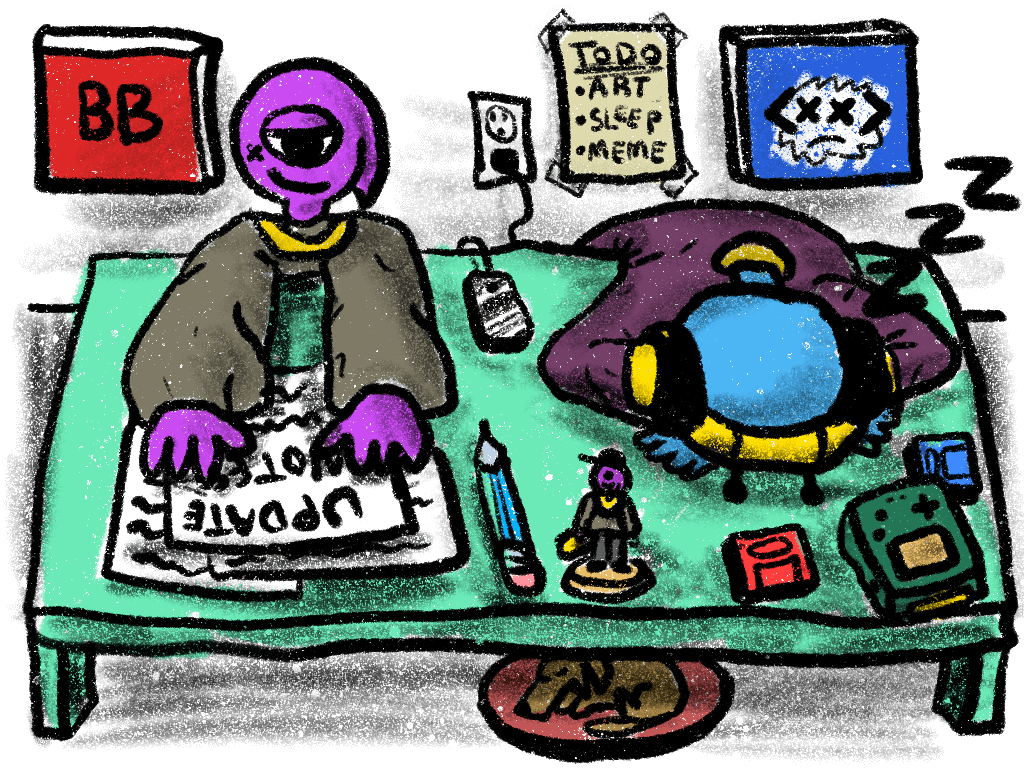 BB
TODO
•ART
•SLEEP
•MEME
Z
Z
Z
UPDATE
NOTES